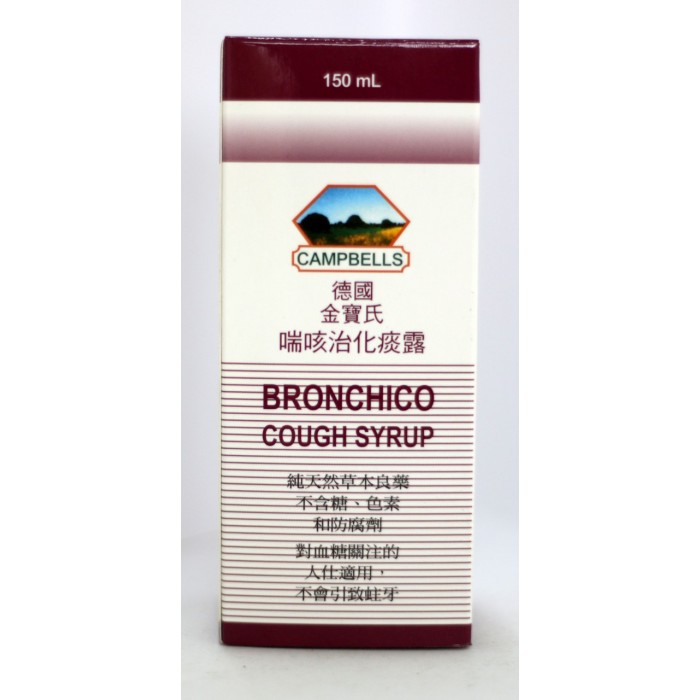 150 mL
CAMPBELLS
德國
金寶氏
喘咳治化痰露
BRONCHICO
COUGH SYRUP
純天然草本良藥
不含糖、色素
和防腐劑
對血糖關注的
人仕適用，
不會引致蛀牙